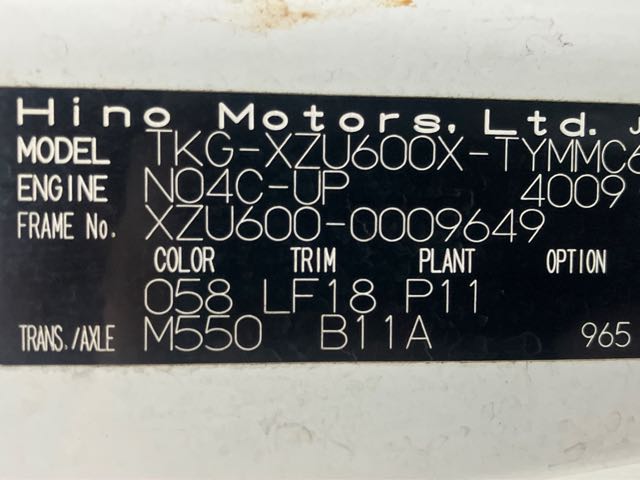 Hino Motors, Ltd. J
MODEL TKG-XZU600X-TYMMC6
ENGINE N04C-UP 4009
FRAME No. XZU600-0009649
COLOR TRIM PLANT OPTION
058 LF18 P11
TRANS./AXLE M550 B11A 965